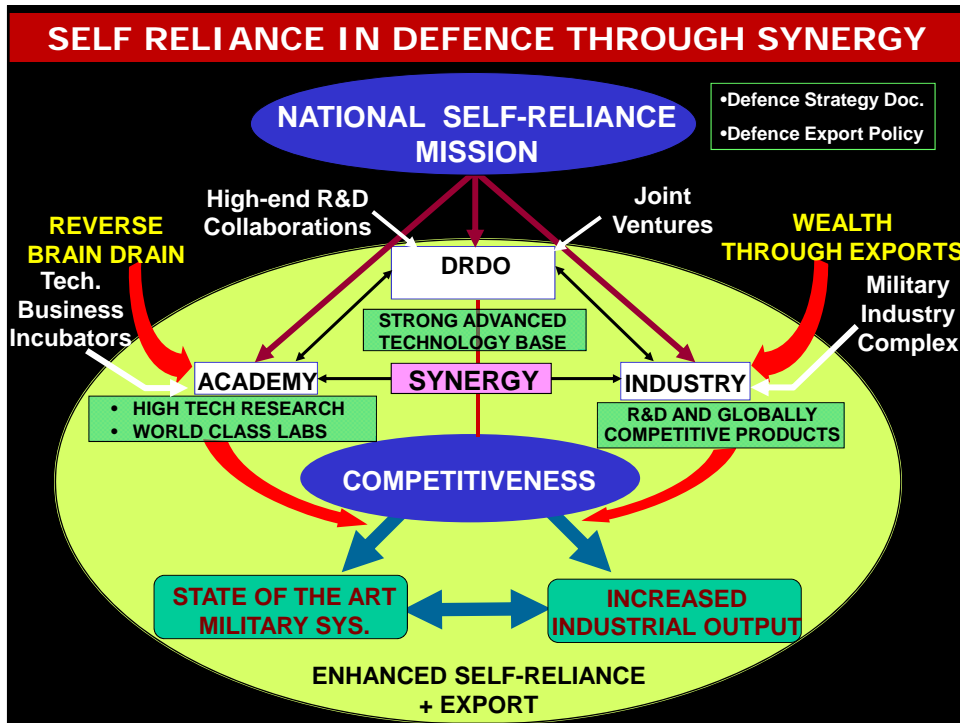 SELF RELIANCE IN DEFENCE THROUGH SYNERGY
NATIONAL SELF-RELIANCE
MISSION
•Defence Strategy Doc.
•Defence Export Policy
High-end R&D
Collaborations
Joint
Ventures
REVERSE
BRAIN DRAIN
WEALTH
THROUGH EXPORTS
DRDO
Tech.
Business
Incubators
Military
Industry
Complex
STRONG ADVANCED
TECHNOLOGY BASE
ACADEMY
SYNERGY
INDUSTRY
• HIGH TECH RESEARCH
• WORLD CLASS LABS
R&D AND GLOBALLY
COMPETITIVE PRODUCTS
COMPETITIVENESS
STATE OF THE ART
MILITARY SYS.
INCREASED
INDUSTRIAL OUTPUT
ENHANCED SELF-RELIANCE
+ EXPORT